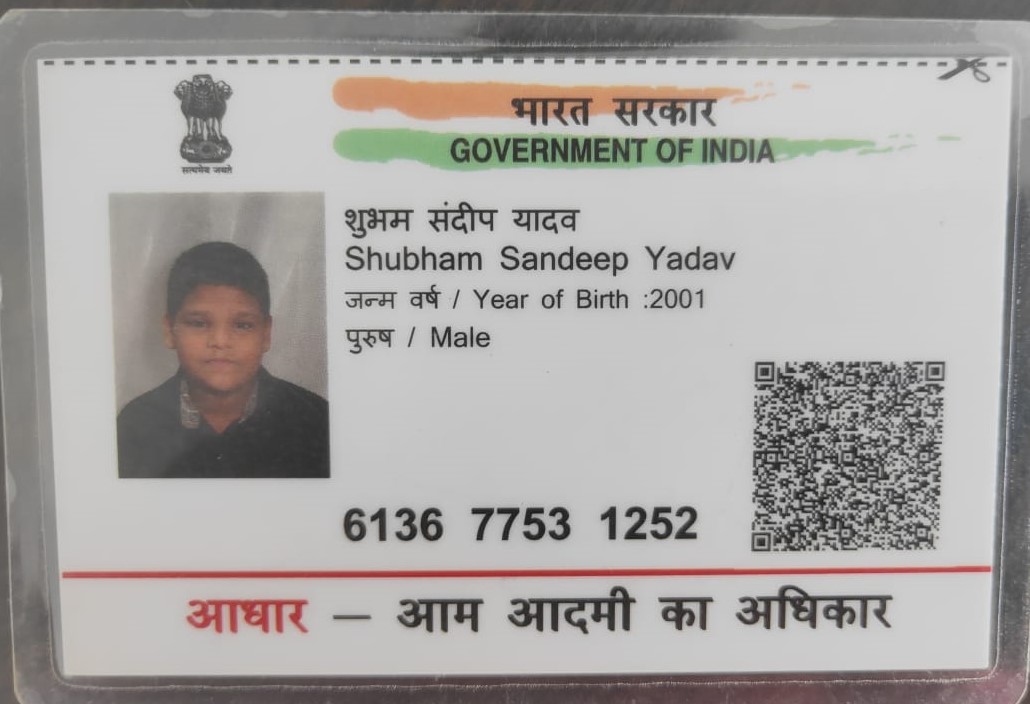 भारत सरकार
GOVERNMENT OF INDIA
सत्यमेव जयते
शुभम संदीप यादव
Shubham Sandeep Yadav
जन्म वर्ष / Year of Birth :2001
पुरुष / Male
6136 7753 1252
आधार — आम आदमी का अधिकार